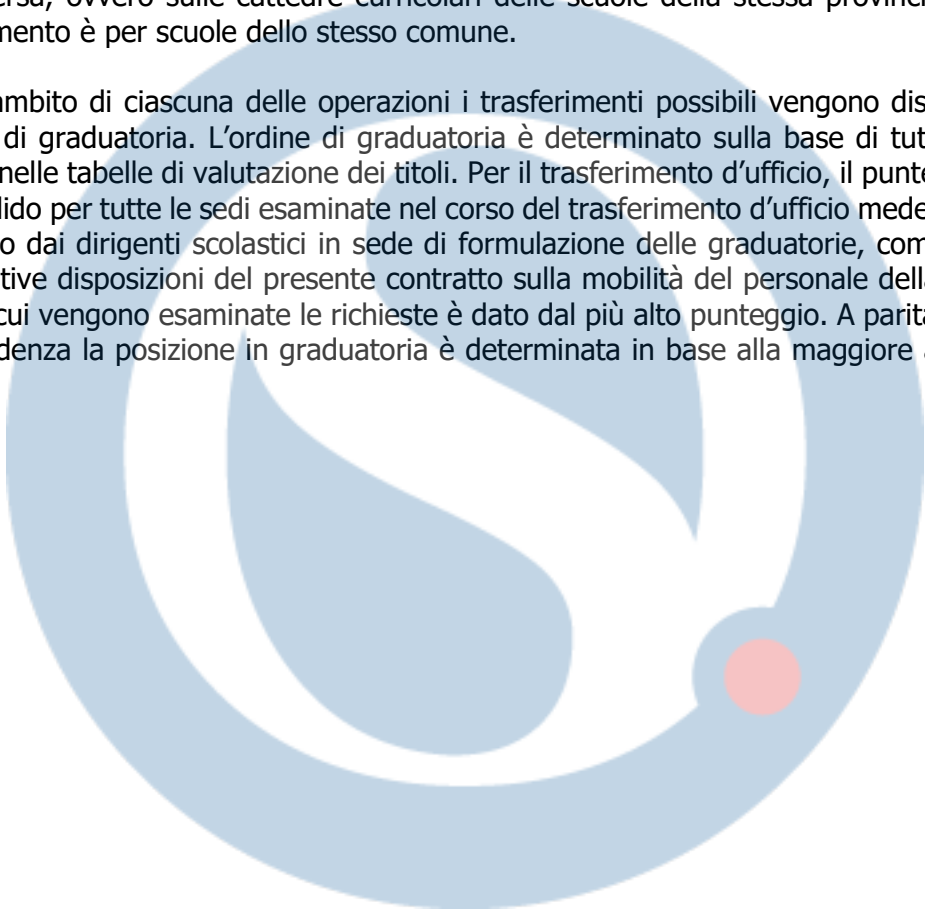 ersa, ovvero sulle cattedre curricolari delle scuole della stessa provinc
mento è per scuole dello stesso comune.
ambito di ciascuna delle operazioni i trasferimenti possibili vengono dis
di graduatoria. L'ordine di graduatoria è determinato sulla base di tut
nelle tabelle di valutazione dei titoli. Per il trasferimento d'ufficio, il punt
lido per tutte le sedi esaminate nel corso del trasferimento d'ufficio mede
o dai dirigenti scolastici in sede di formulazione delle graduatorie, com
tive disposizioni del presente contratto sulla mobilità del personale dell
cui vengono esaminate le richieste è dato dal più alto punteggio. A parit
denza la posizione in graduatoria è determinata in base alla maggiore